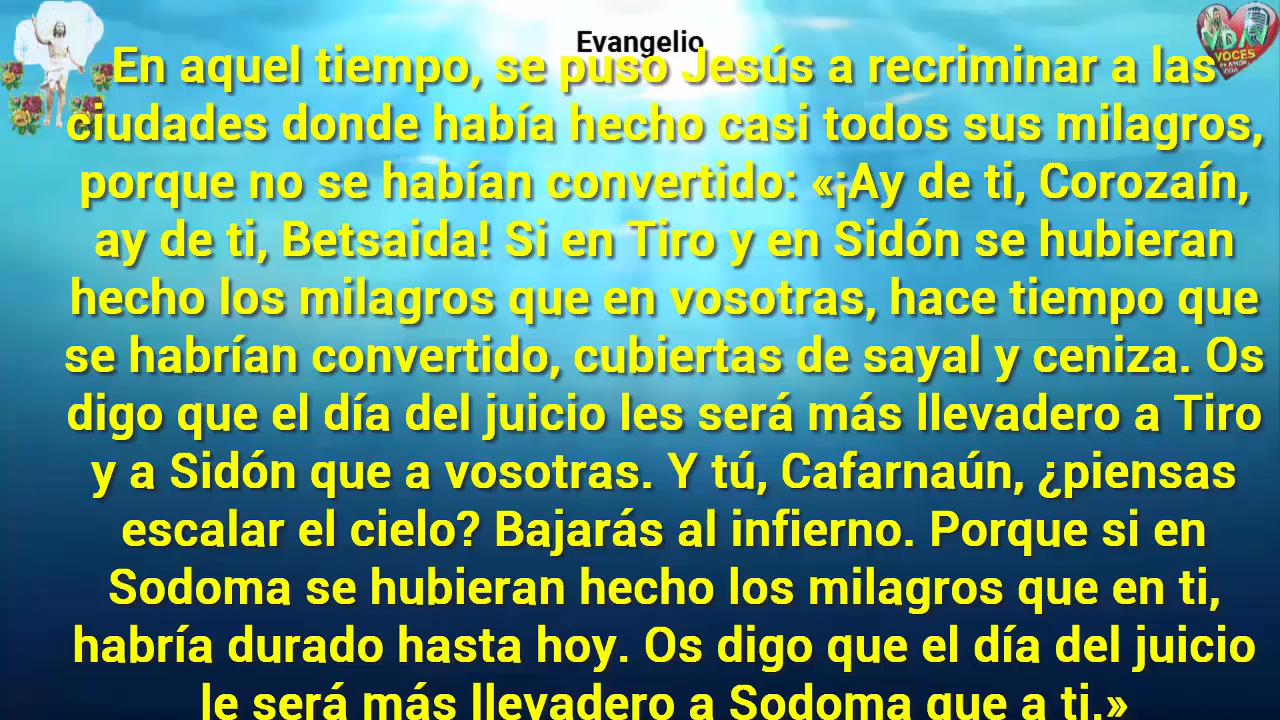 Evangelio
En aquel tiempo, se puso Jesús a recriminar a las
ciudades donde había hecho casi todos sus milagros,
porque no se habían convertido: «¡Ay de ti, Corozaín,
ay de ti, Betsaida! Si en Tiro y en Sidón se hubieran
hecho los milagros que en vosotras, hace tiempo que
se habrían convertido, cubiertas de sayal y ceniza. Os
digo que el día del juicio les será más llevadero a Tiro
y a Sidón que a vosotras. Y tú, Cafarnaún, ¿piensas
escalar el cielo? Bajarás al infierno. Porque si en
Sodoma se hubieran hecho los milagros que en ti,
habría durado hasta hoy. Os digo que el día del juicio
le será más llevadero a Sodoma que a ti.»
VOCES